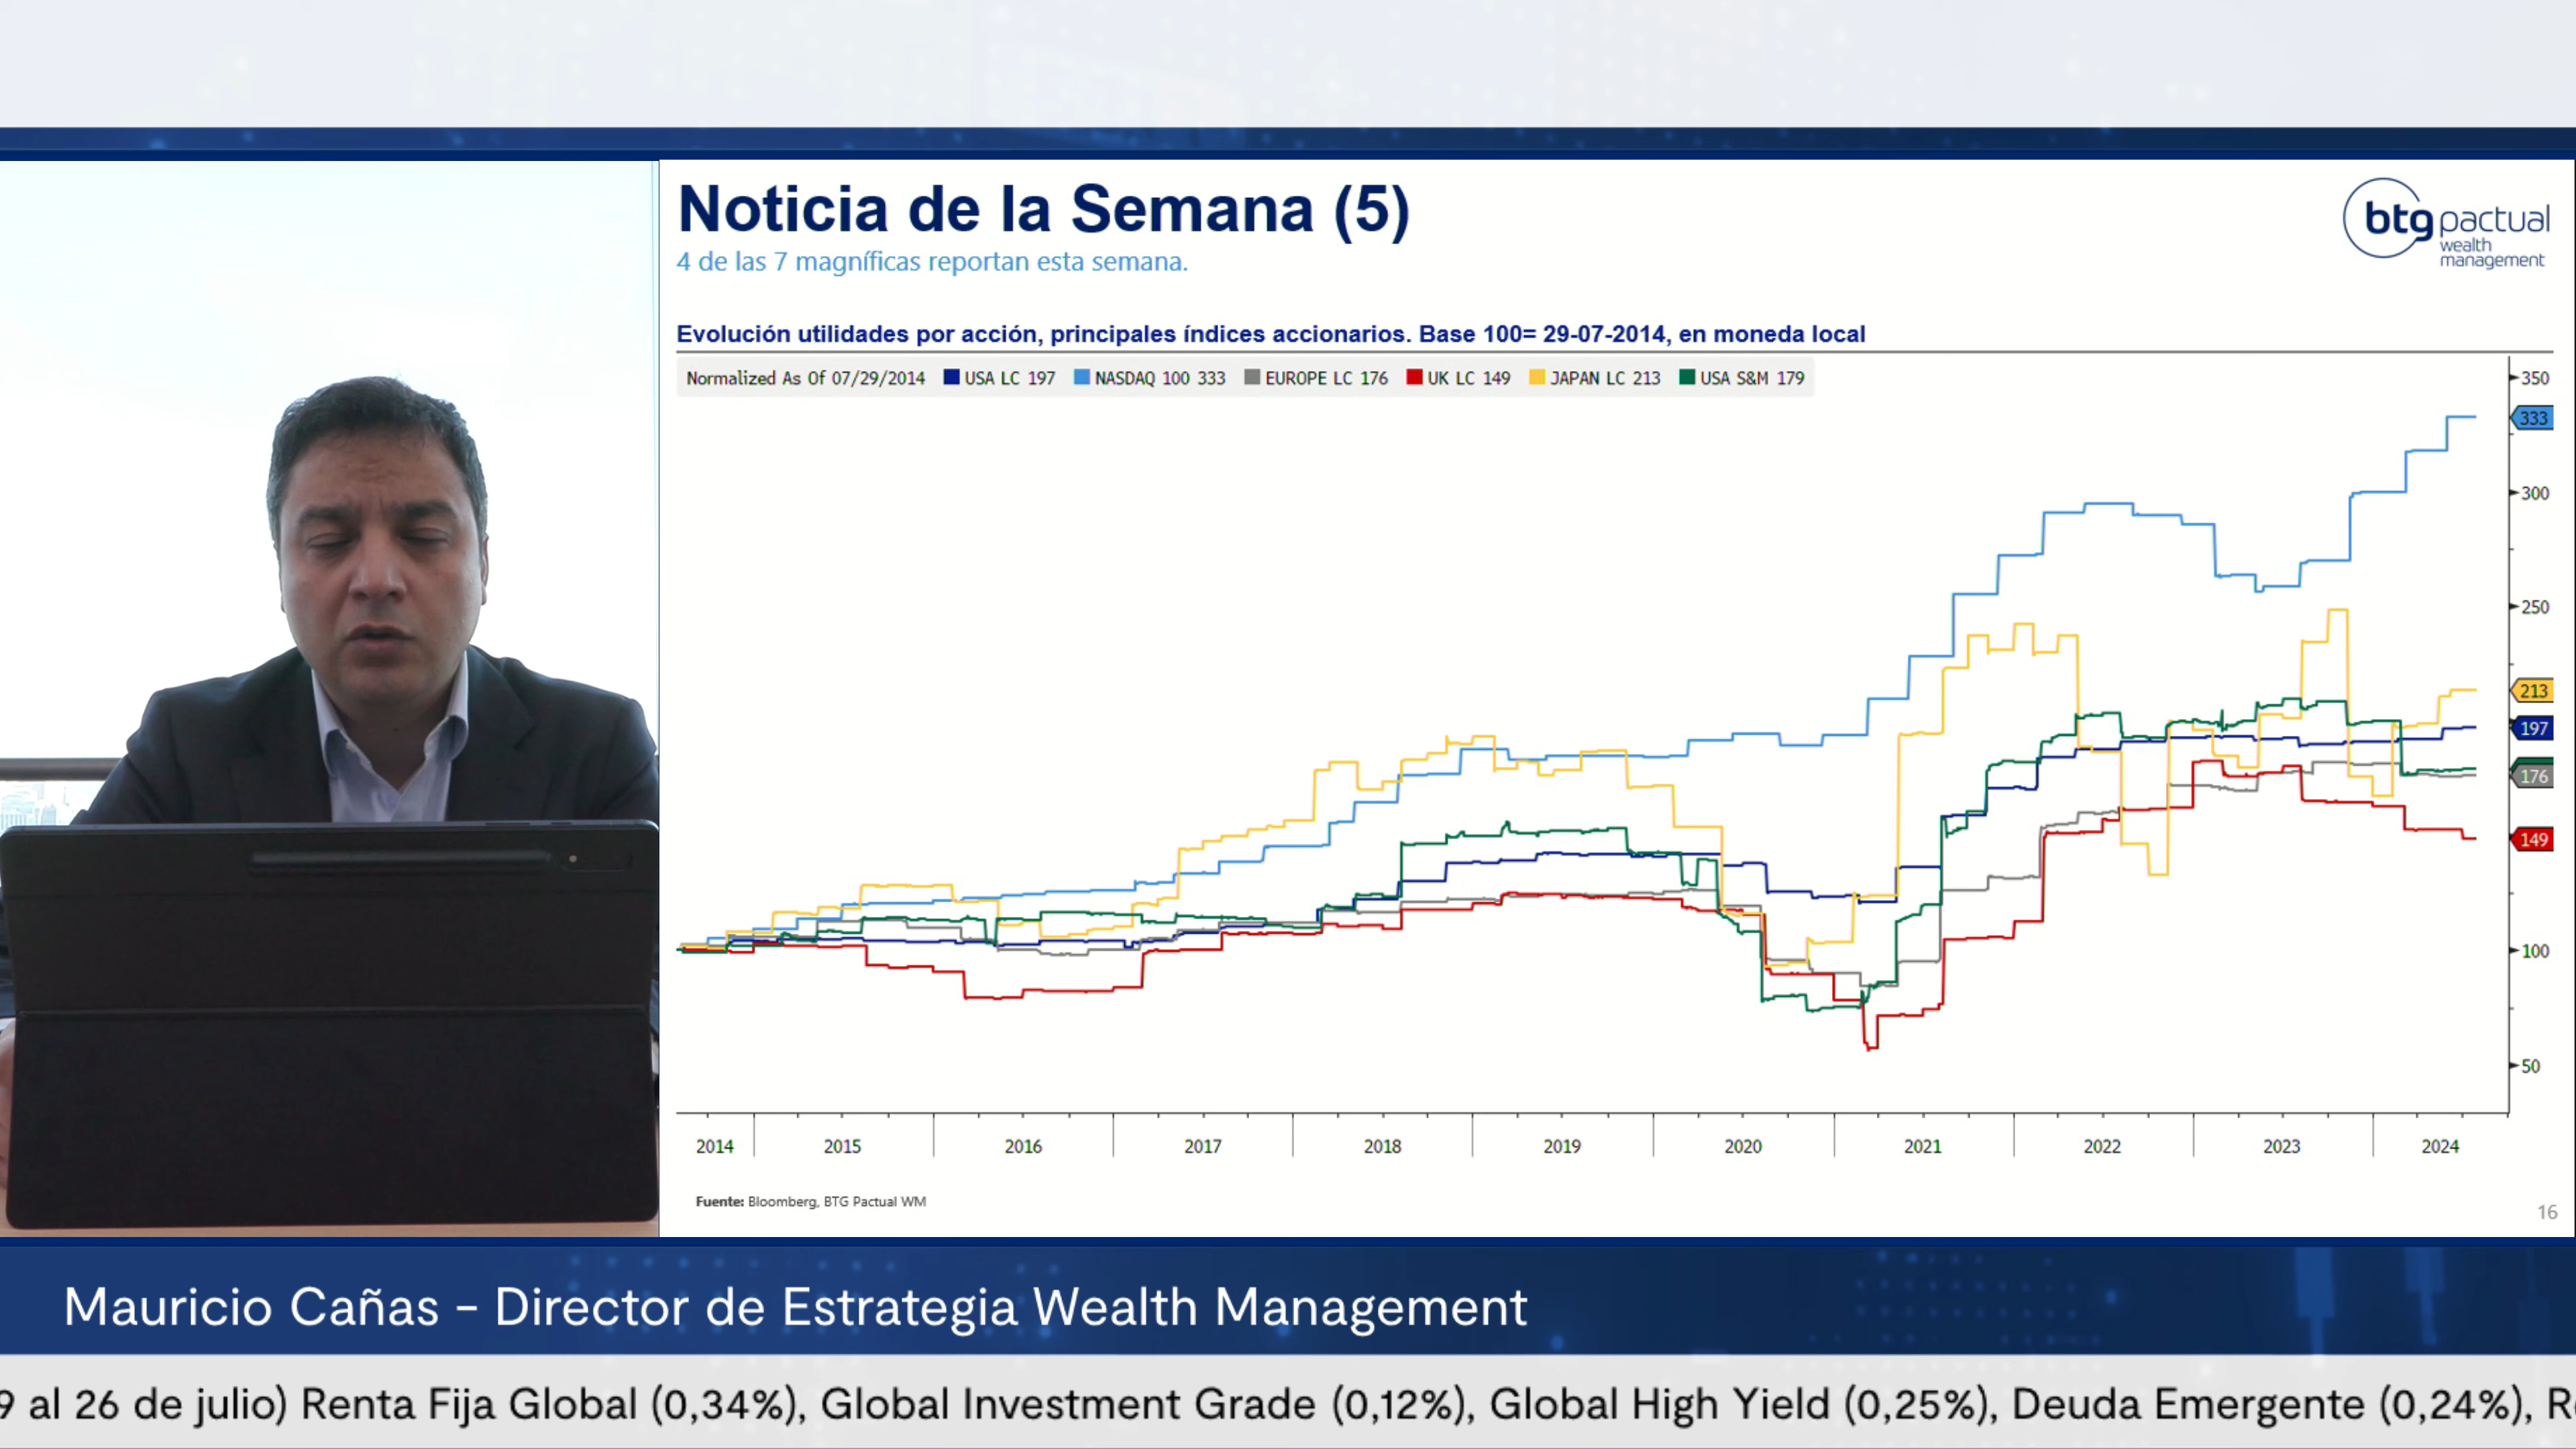 Noticia de la Semana (5)
4 de las 7 magníficas reportan esta semana.
btg pactual
wealth
management
Evolución utilidades por acción, principales índices accionarios. Base 100= 29-07-2014, en moneda local
Normalized As Of 07/29/2014 USA LC 197 NASDAQ 100 333 EUROPE LC 176 UK LC 149 JAPAN LC 213 USA S&M 179
350
333
300
250
213
197
176
149
100
50
2014 2015 2016 2017 2018 2019 2020 2021 2022 2023 2024
Fuente: Bloomberg, BTG Pactual WM
16
Mauricio Cañas - Director de Estrategia Wealth Management
9 al 26 de julio) Renta Fija Global (0,34%), Global Investment Grade (0,12%), Global High Yield (0,25%), Deuda Emergente (0,24%), R